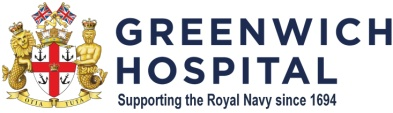 GREENWICH
HOSPITAL
Supporting the Royal Navy since 1694
OTIA TUTA